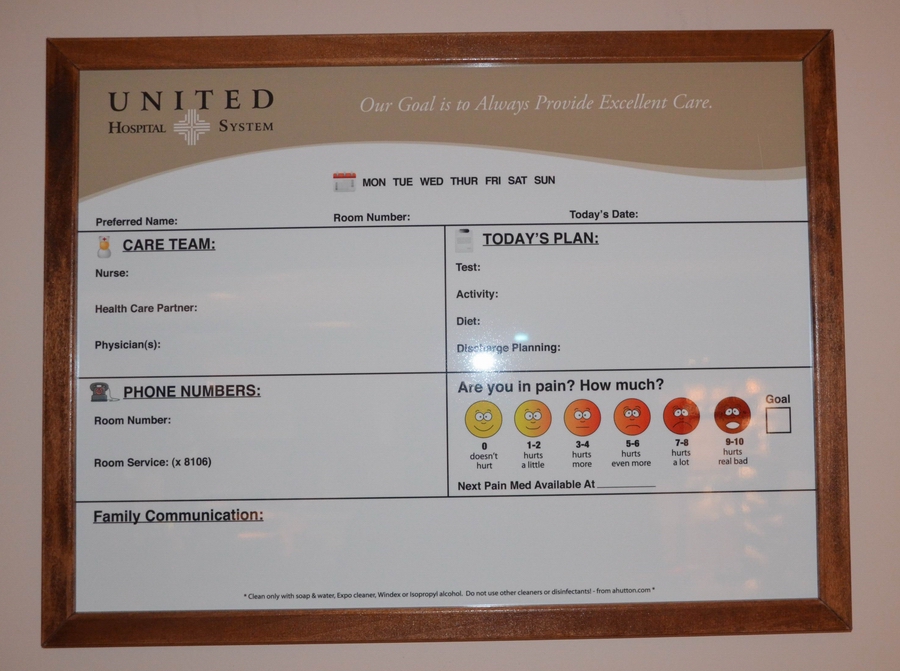 UNITED
HOSPITAL SYSTEM
Our Goal is to Always Provide Excellent Care.
MON TUE WED THUR FRI SAT SUN
Preferred Name: Room Number: Today's Date:
CARE TEAM:
Nurse:
Health Care Partner:
Physician(s):
TODAY'S PLAN:
Test:
Activity:
Diet:
Discharge Planning:
PHONE NUMBERS:
Room Number:
Room Service: (x 8106)
Are you in pain? How much?
Goal
0 1-2 3-4 5-6 7-8 9-10
doesn't hurts hurts hurts hurts hurts
hurt a little more even more a lot real bad
Next Pain Med Available At ___________
Family Communication:
* Clean only with soap & water, Expo cleaner, Windex or Isopropyl alcohol. Do not use other cleaners or disinfectants! - from ahutton.com *